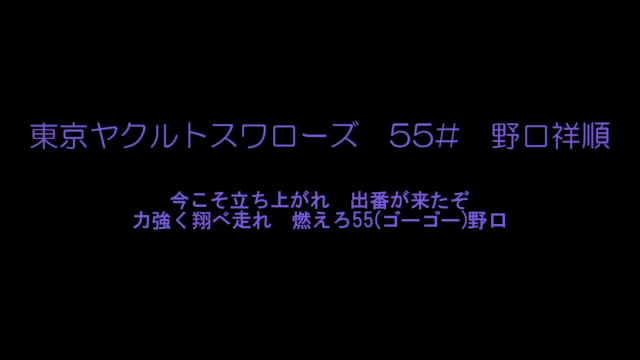 東京ヤクルトスワローズ　55#　野口祥順
今こそ立ち上がれ　出番が来たぞ
力強く翔べ走れ　燃えろ55(ゴーゴー)野口